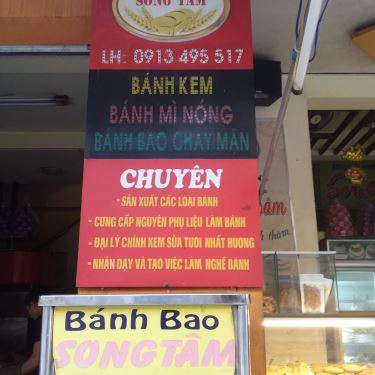 SONG TÂM
LH: 0913 495 517
BÁNH KEM
BÁNH MÌ NÓNG
BÁNH BAO CHAY MẶN
CHUYÊN
- SẢN XUẤT CÁC LOẠI BÁNH
- CUNG CẤP NGUYÊN PHỤ LIỆU LÀM BÁNH
- ĐẠI LÝ CHÍNH KEM SỮA TƯƠI NHẤT HƯƠNG
- NHẬN DẠY VÀ TẠO VIỆC LÀM NGHỀ BÁNH
Bánh Bao
SONG TÂM